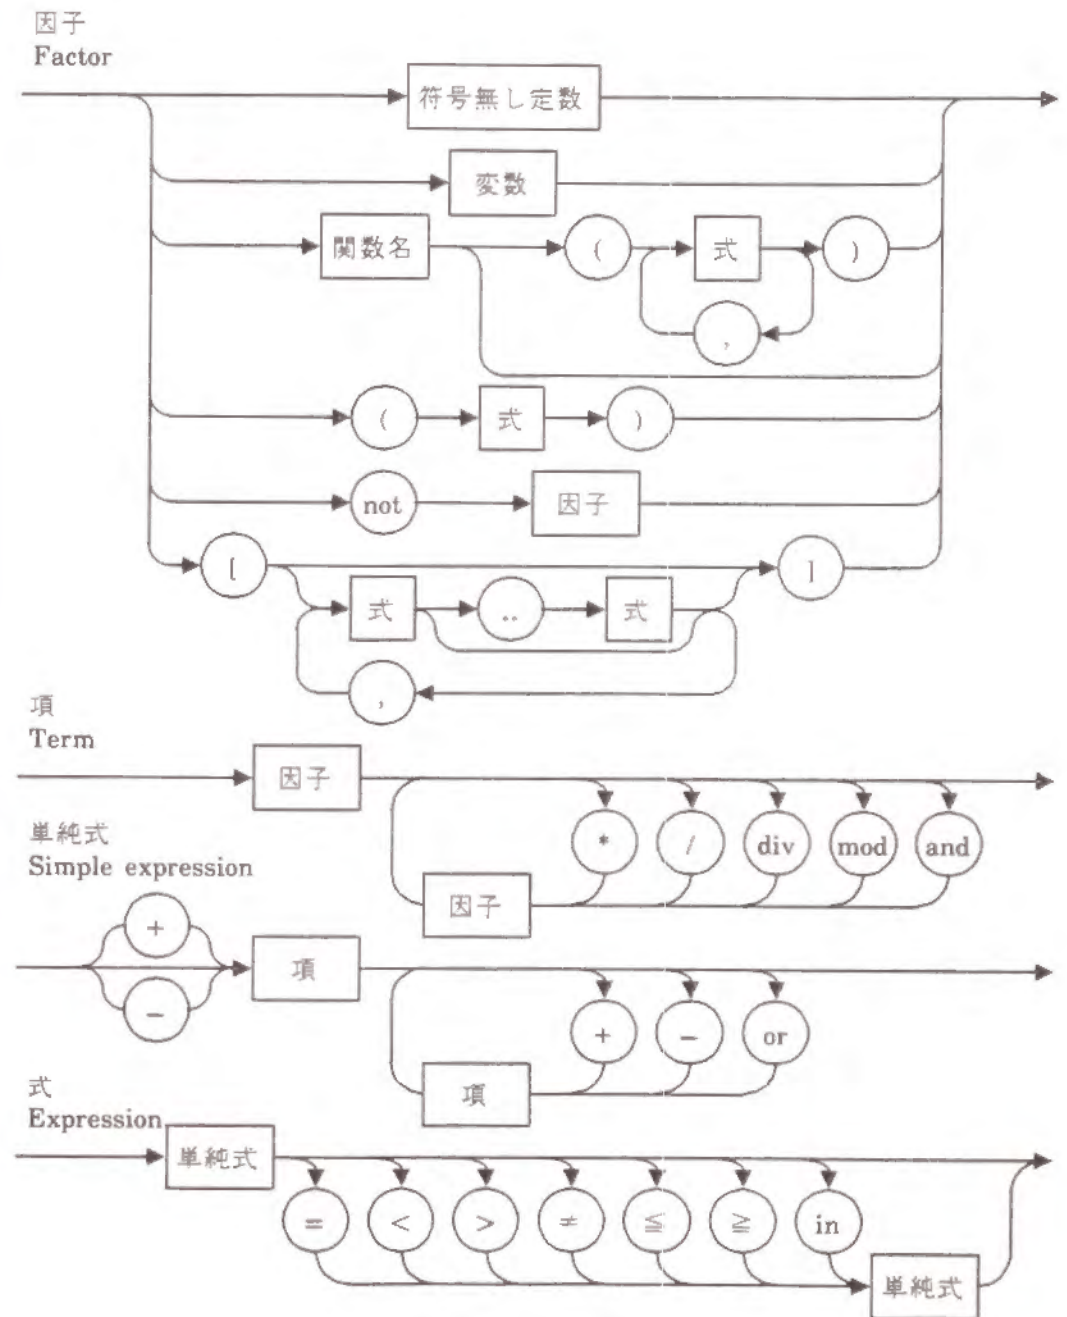 因子
Factor
符号無し定数
変数
関数名 ( 式 )
,
( 式 )
not 因子
[ ]
式 .. 式
,
項
Term
因子
* / div mod and
因子
単純式
Simple expression
+
項
−
+ − or
項
式
Expression
単純式
= < > ≠ ≦ ≧ in
単純式